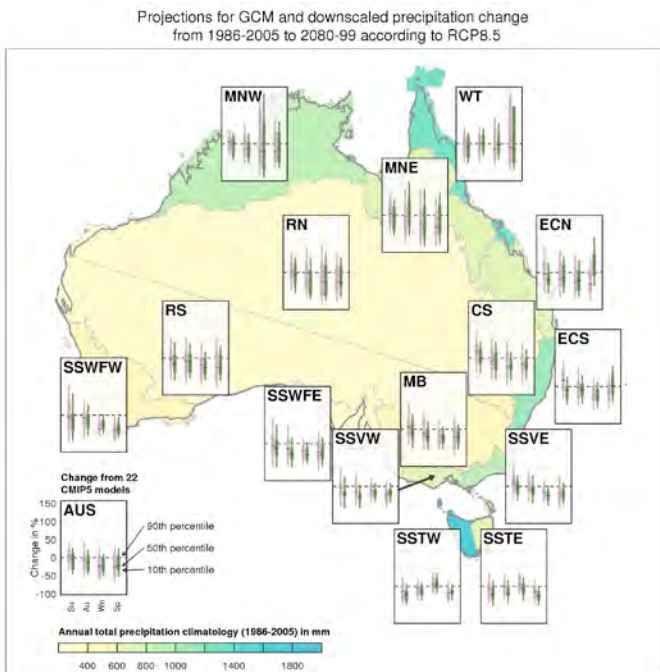 Projections for GCM and downscaled precipitation change
from 1986-2005 to 2080-99 according to RCP8.5
MNW
WT
MNE
RN
ECN
RS
CS
ECS
SSWFW
MB
SSWFE
SSVW
SSVE
Change from 22
CMIP5 models
AUS
150
100
50
0
-50
-100
Change in %
90th percentile
50th percentile
10th percentile
Su
Au
Wn
Sp
SSTW
SSTE
Annual total precipitation climatology (1986-2005) in mm
400 600 800 1000 1400 1800